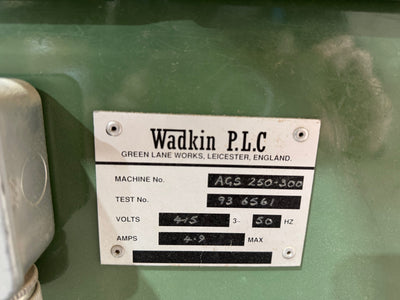 Wadkin P.L.C
GREEN LANE WORKS, LEICESTER, ENGLAND.
MACHINE No. AGS 250-300
TEST No. 93 6561
VOLTS 415 3~ 50 HZ
AMPS 4.9 MAX